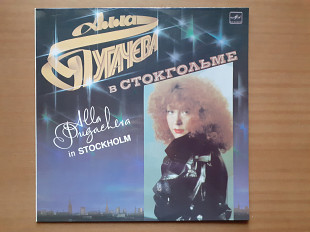 Алла
Пугачева
в СТОКГОЛЬМЕ
Alla
Pugacheva
in STOCKHOLM